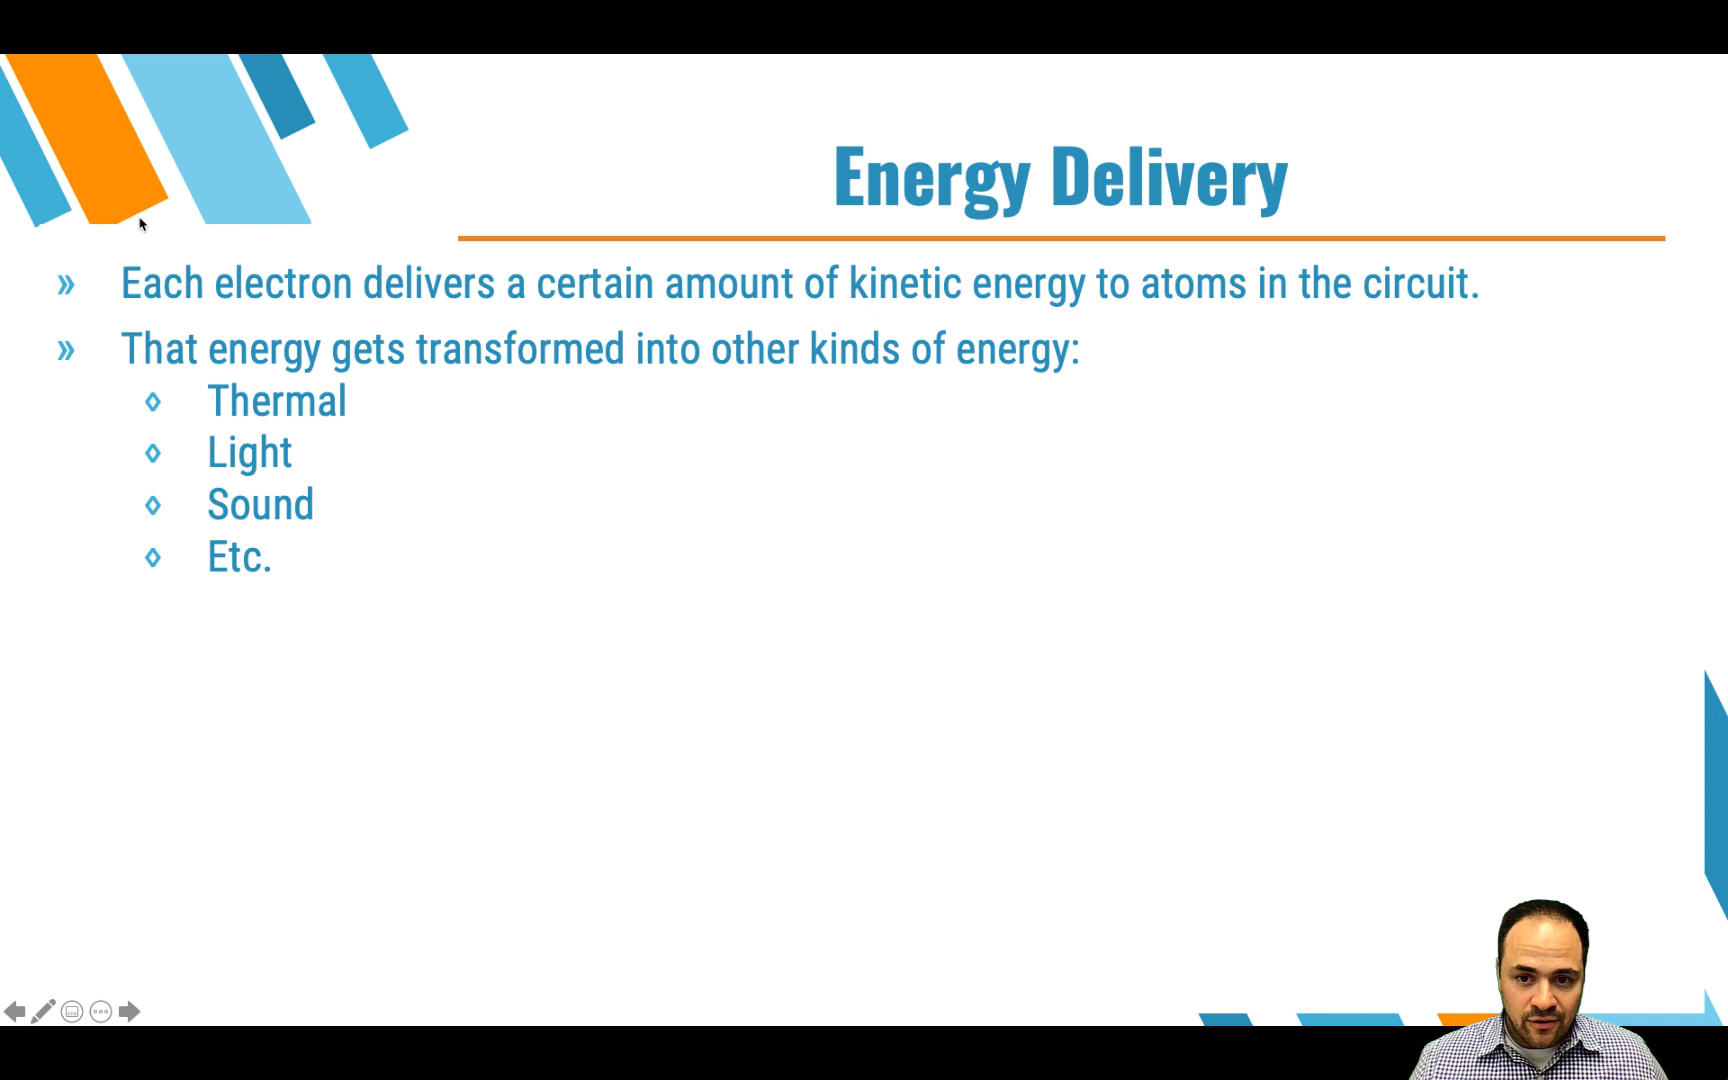 Energy Delivery
» Each electron delivers a certain amount of kinetic energy to atoms in the circuit.
» That energy gets transformed into other kinds of energy:
◊ Thermal
◊ Light
◊ Sound
◊ Etc.